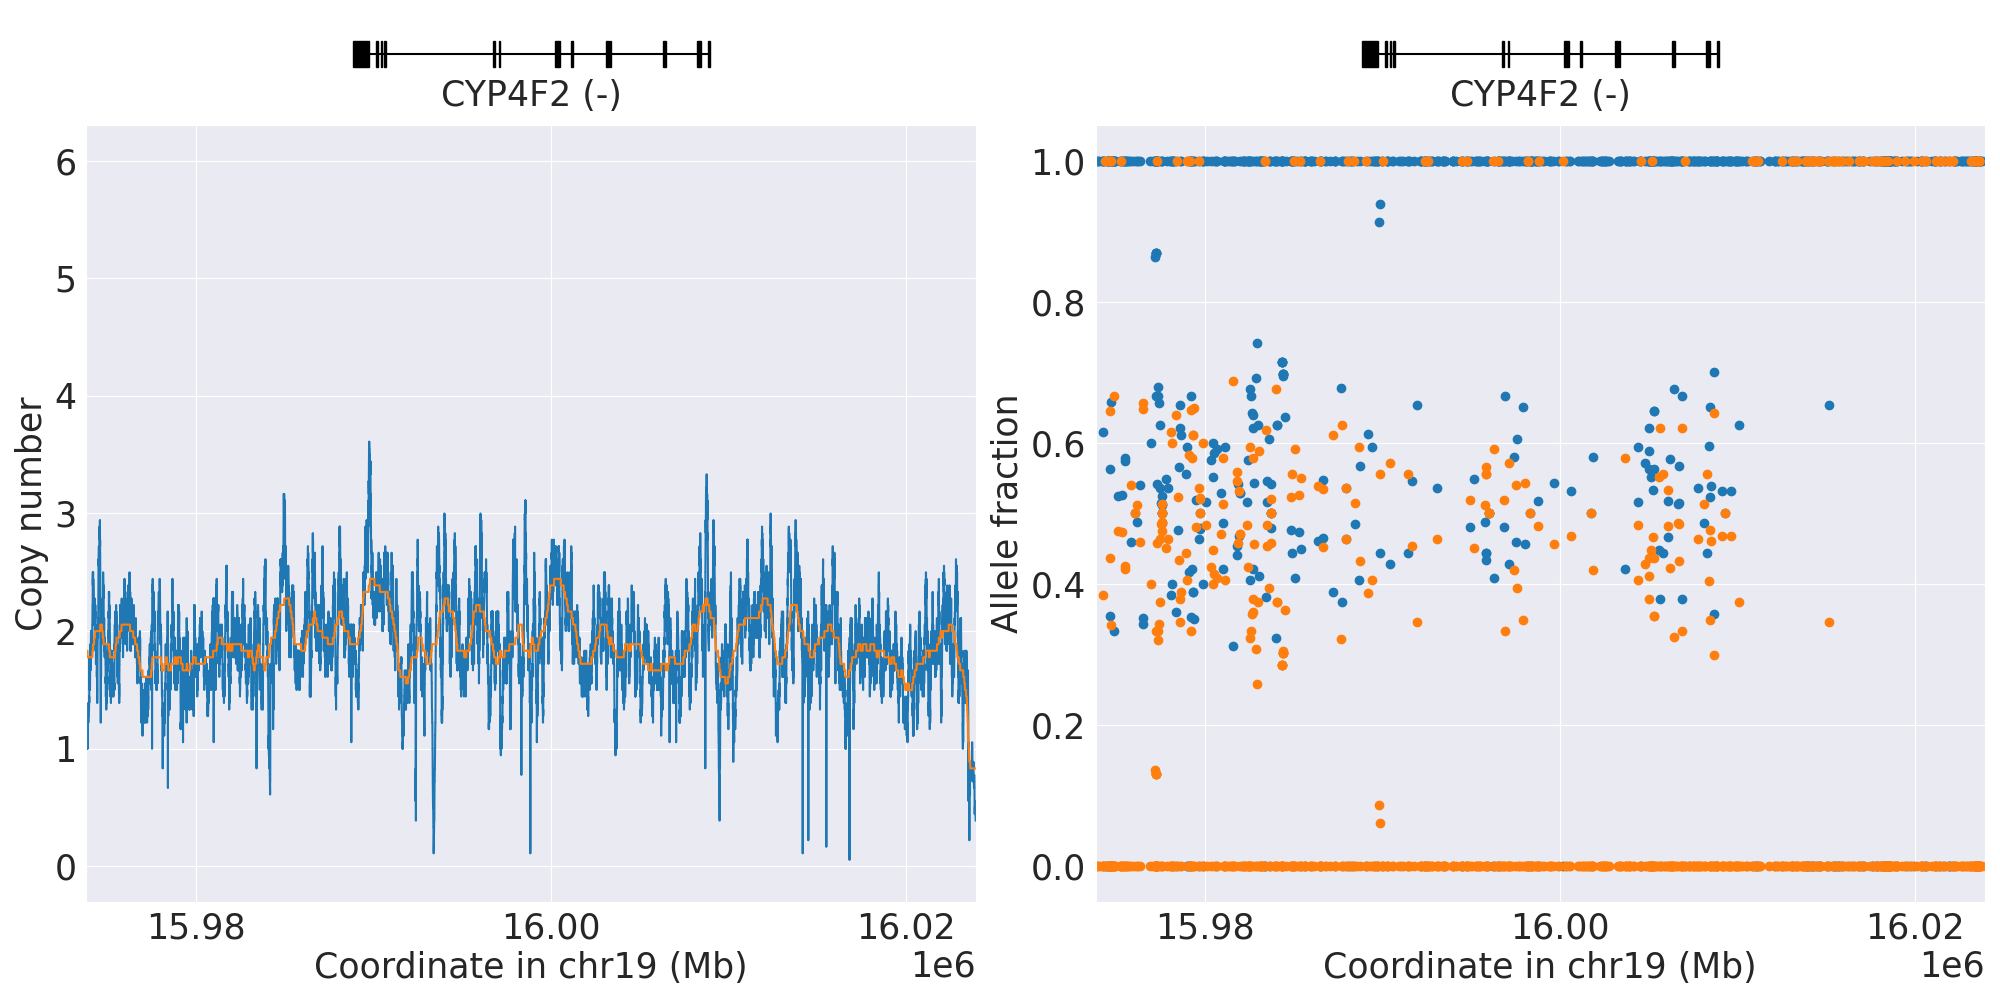 CYP4F2 (-)
6
5
4
3
2
1
0
Copy number
15.98
16.00
16.02
Coordinate in chr19 (Mb)
1e6
CYP4F2 (-)
1.0
0.8
0.6
0.4
0.2
0.0
Allele fraction
15.98
16.00
16.02
Coordinate in chr19 (Mb)
1e6